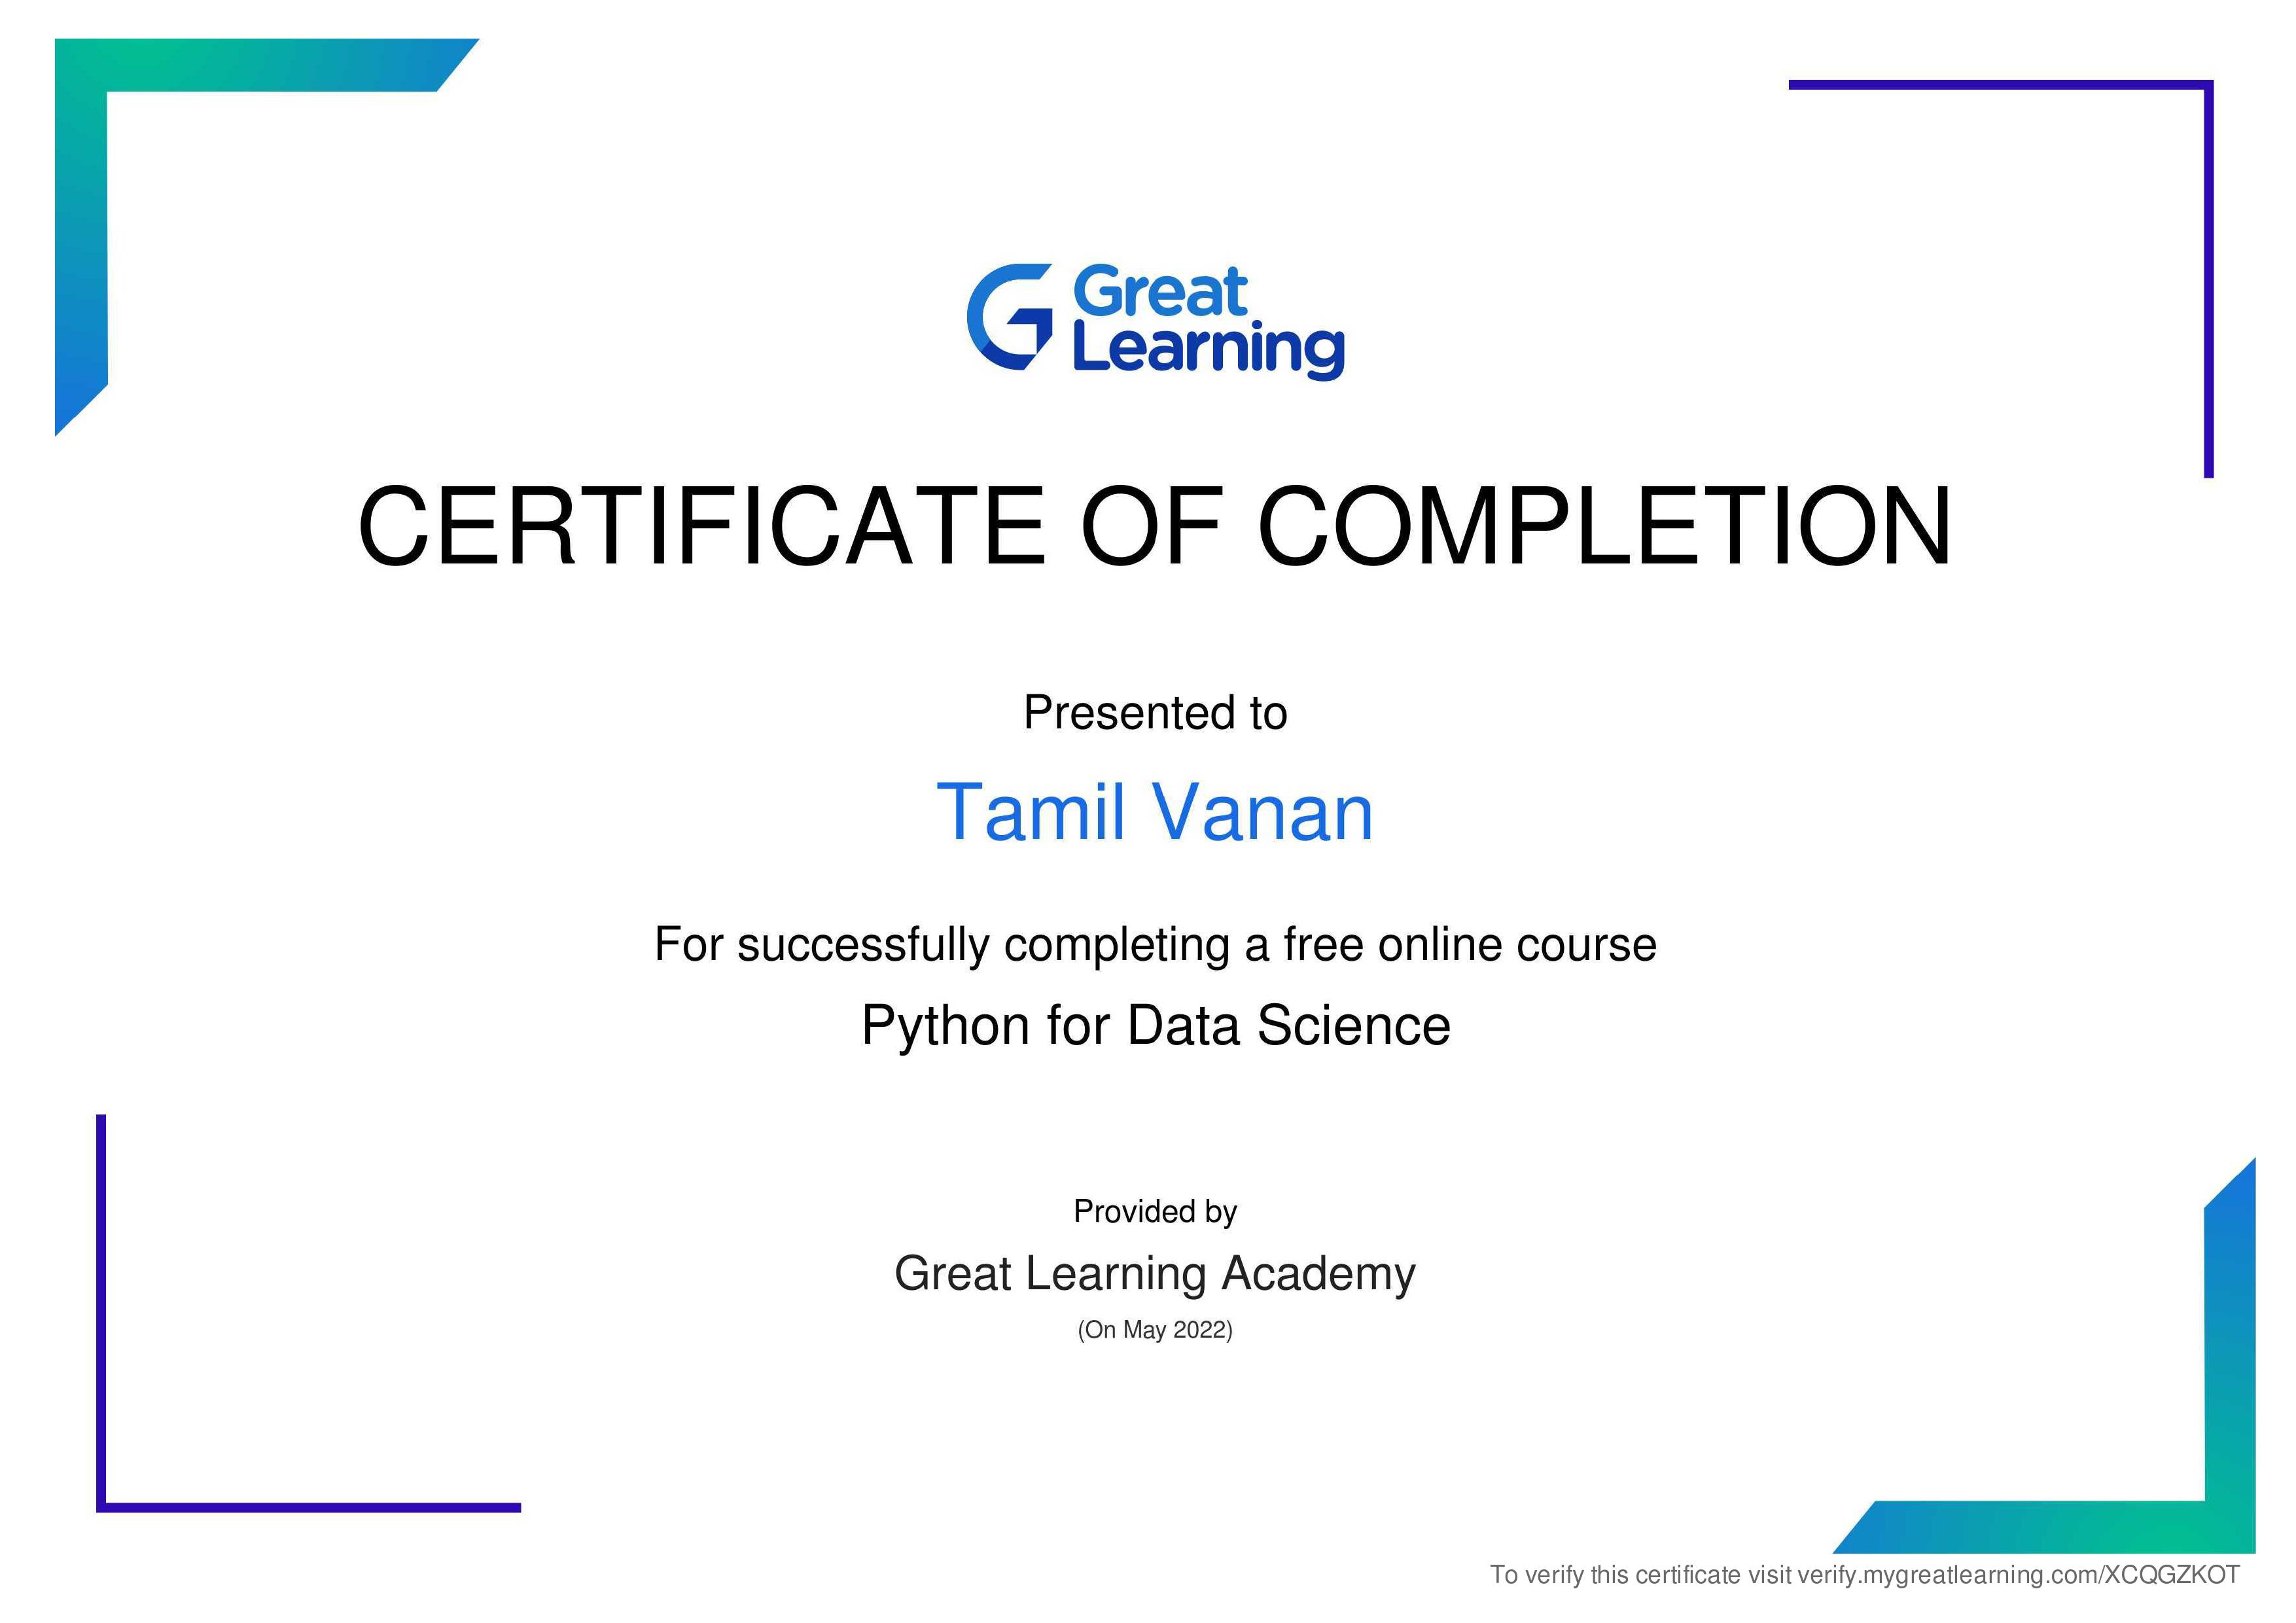 Great
Learning
CERTIFICATE OF COMPLETION
Presented to
Tamil Vanan
For successfully completing a free online course
Python for Data Science
Provided by
Great Learning Academy
(On May 2022)
To verify this certificate visit verify.mygreatlearning.com/XCQGZKOT